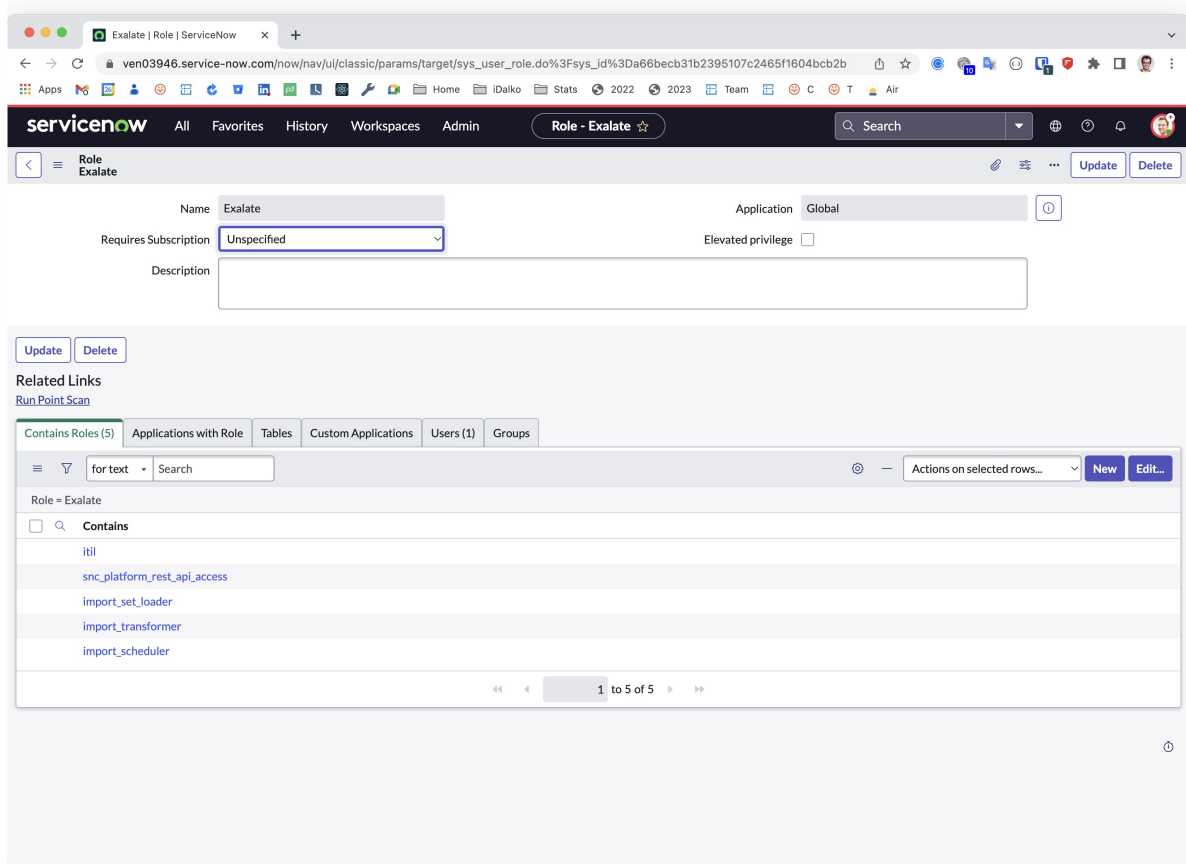 Exalate | Role | ServiceNow
ven03946.service-now.com/now/nav/ui/classic/params/target/sys_user_role.do%3Fsys_id%3Da66becb31b2395107c2465f1604bcb2b
10
1
Apps
26
pd
Home
iDalko
Stats
2022
2023
Team
C
T
Air
servicenow
All
Favorites
History
Workspaces
Admin
Role - Exalate
Search
Role
Exalate
Update
Delete
Name
Exalate
Application
Global
Requires Subscription
Unspecified
Elevated privilege
Description
Update
Delete
Related Links
Run Point Scan
Contains Roles (5)
Applications with Role
Tables
Custom Applications
Users (1)
Groups
for text
Search
Actions on selected rows...
New
Edit...
Role = Exalate
Contains
itil
snc_platform_rest_api_access
import_set_loader
import_transformer
import_scheduler
1 to 5 of 5